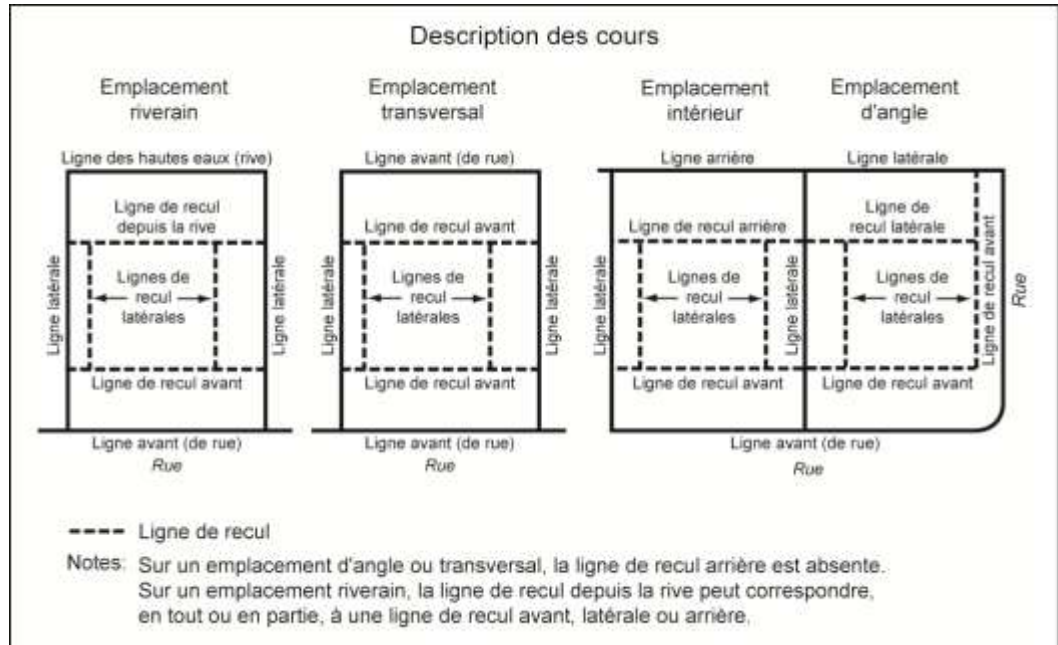 Description des cours
Emplacement
riverain
Ligne des hautes eaux (rive)
Ligne de recul
depuis la rive
Ligne latérale
Lignes de
recul
latérales
Ligne latérale
Ligne de recul avant
Ligne avant (de rue)
Rue
Emplacement
transversal
Ligne avant (de rue)
Ligne de recul avant
Ligne latérale
Lignes de
recul
latérales
Ligne latérale
Ligne de recul avant
Ligne avant (de rue)
Rue
Emplacement
intérieur
Ligne arrière
Ligne de recul arrière
Ligne latérale
Lignes de
recul
latérales
Ligne latérale
Ligne de recul avant
Emplacement
d'angle
Ligne latérale
Ligne de
recul latérale
Lignes de
recul
latérales
Ligne de recul avant
Rue
Ligne de recul avant
Ligne avant (de rue)
Rue
Ligne de recul
Notes: Sur un emplacement d'angle ou transversal, la ligne de recul arrière est absente.
Sur un emplacement riverain, la ligne de recul depuis la rive peut correspondre,
en tout ou en partie, à une ligne de recul avant, latérale ou arrière.